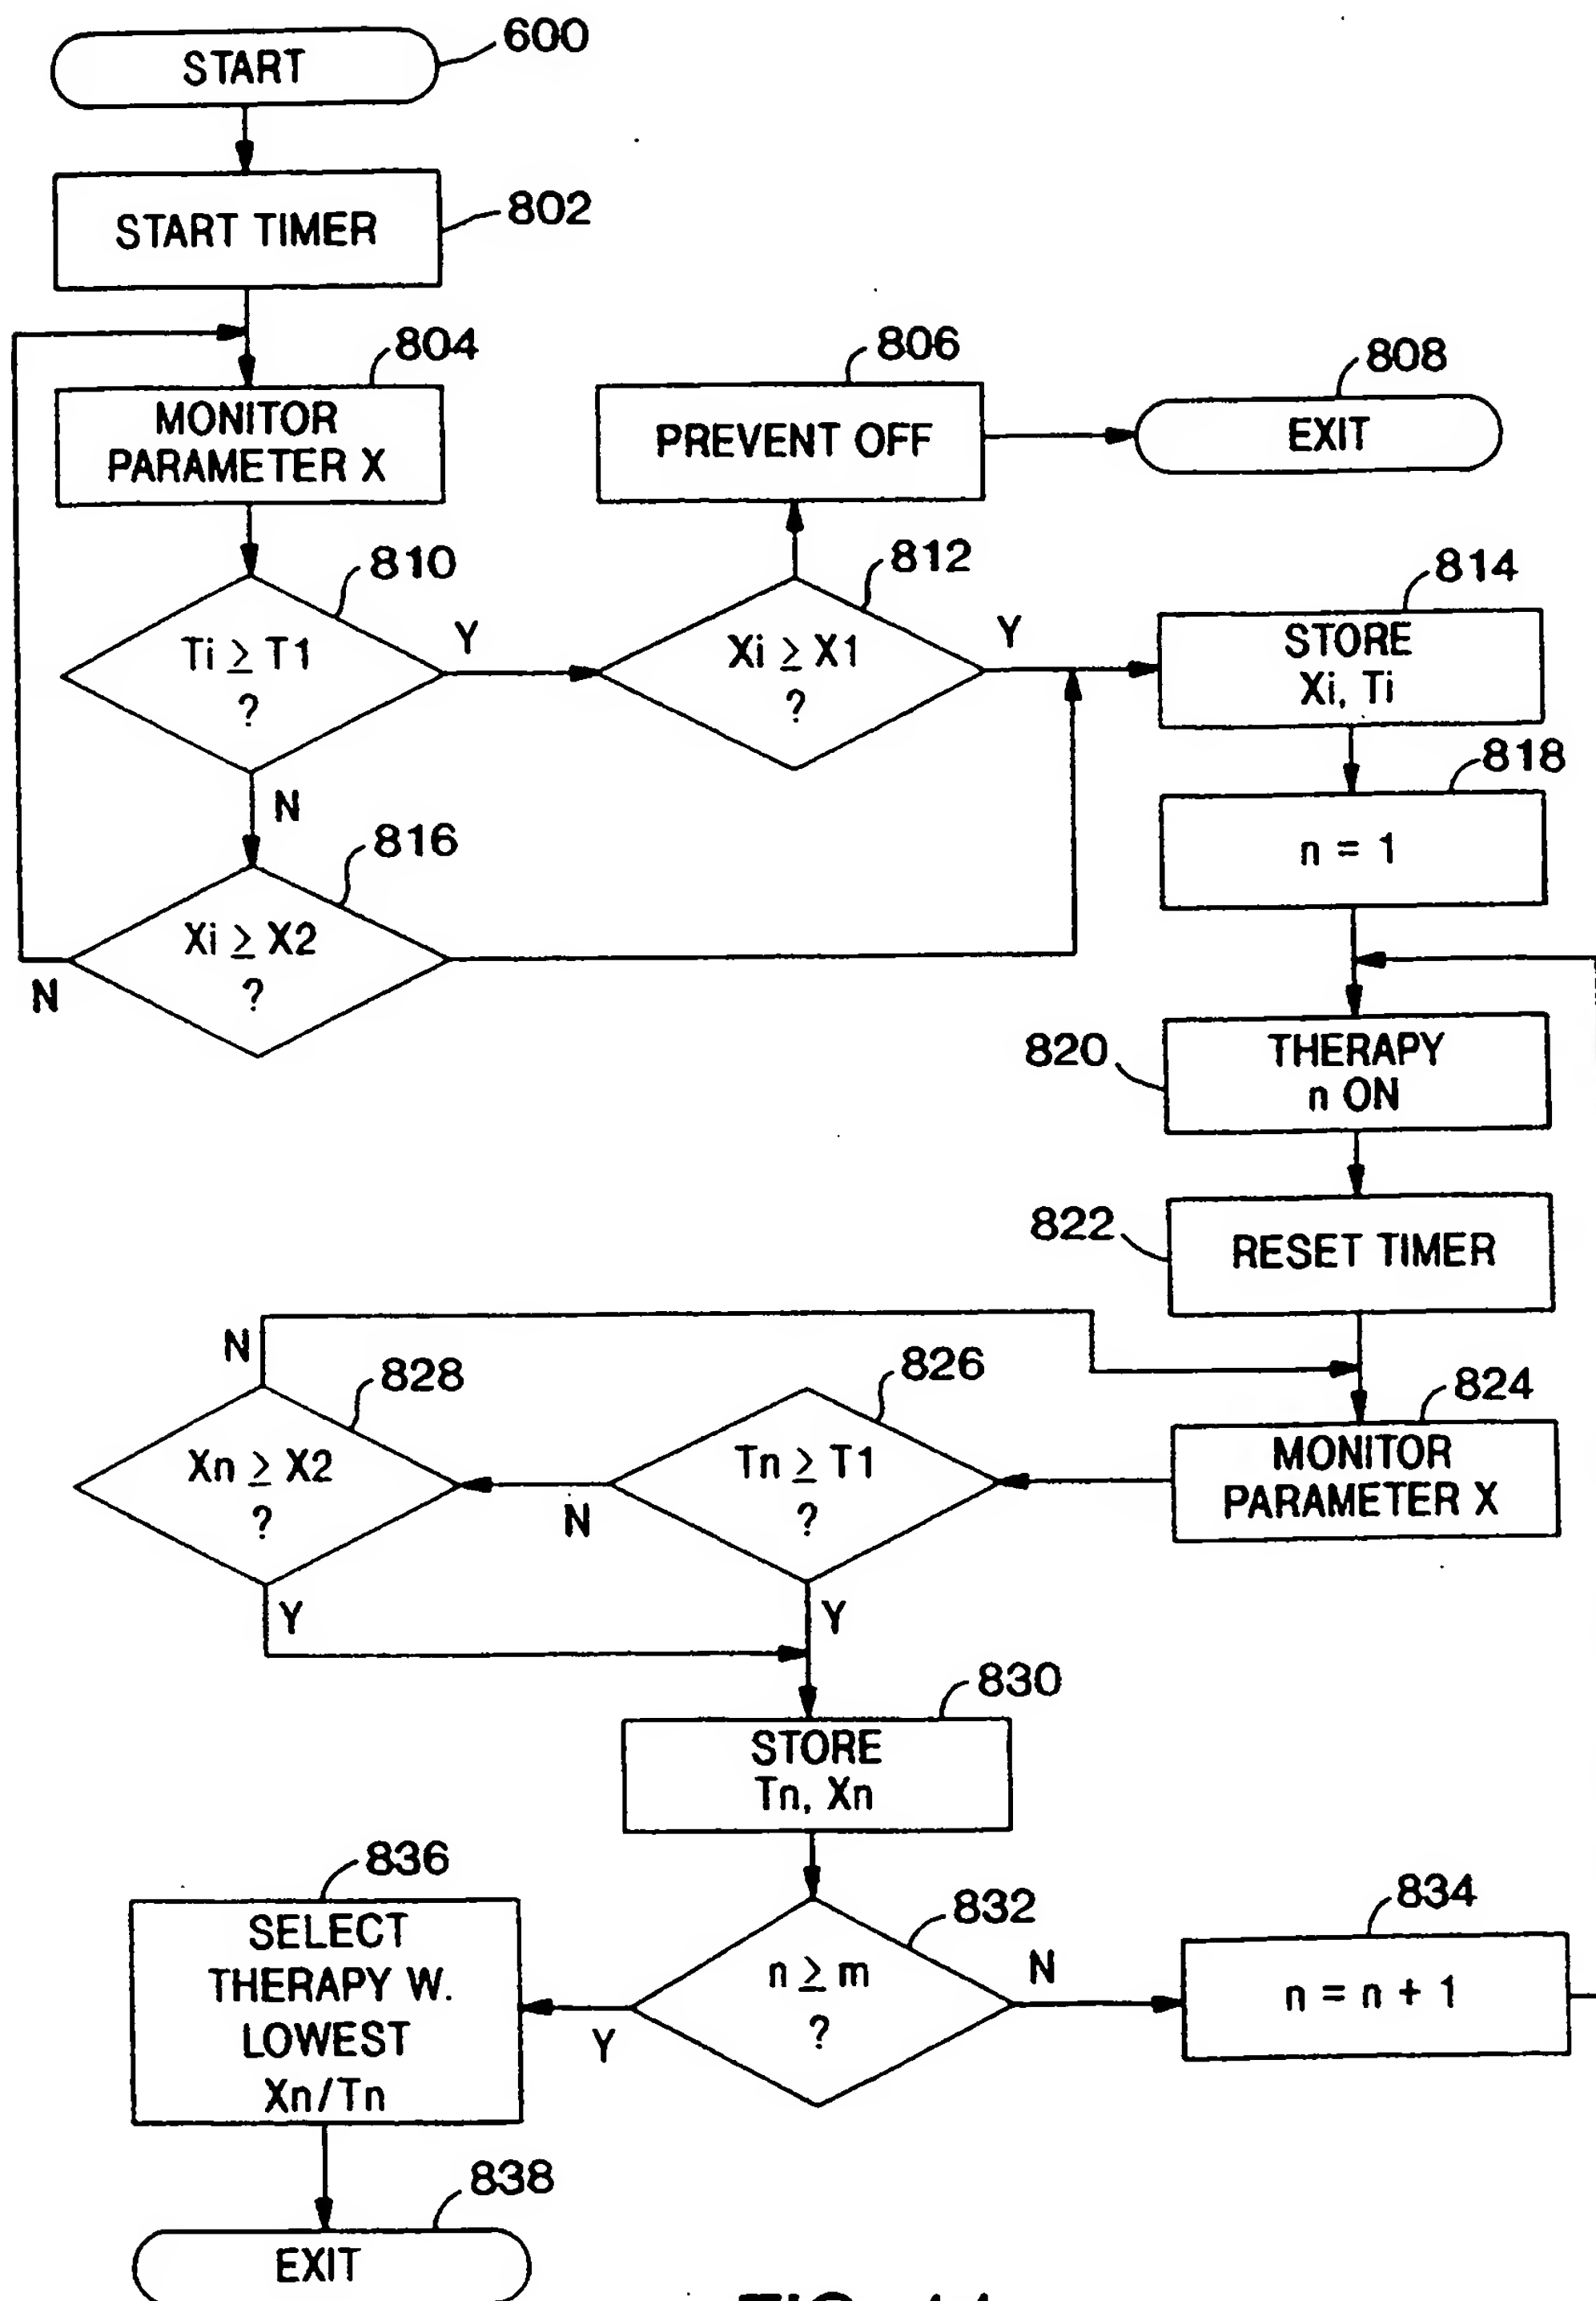 START
600
START TIMER
802
804
MONITOR
PARAMETER X
806
PREVENT OFF
808
EXIT
810
Ti ≥ T1
?
Y
N
812
Xi ≥ X1
?
Y
814
STORE
Xi, Ti
816
Xi ≥ X2
?
N
818
n = 1
820
THERAPY
n ON
822
RESET TIMER
824
MONITOR
PARAMETER X
826
Tn ≥ T1
?
N
Y
828
Xn ≥ X2
?
N
Y
830
STORE
Tn, Xn
832
n ≥ m
?
N
Y
834
n = n + 1
836
SELECT
THERAPY W.
LOWEST
Xn/Tn
838
EXIT